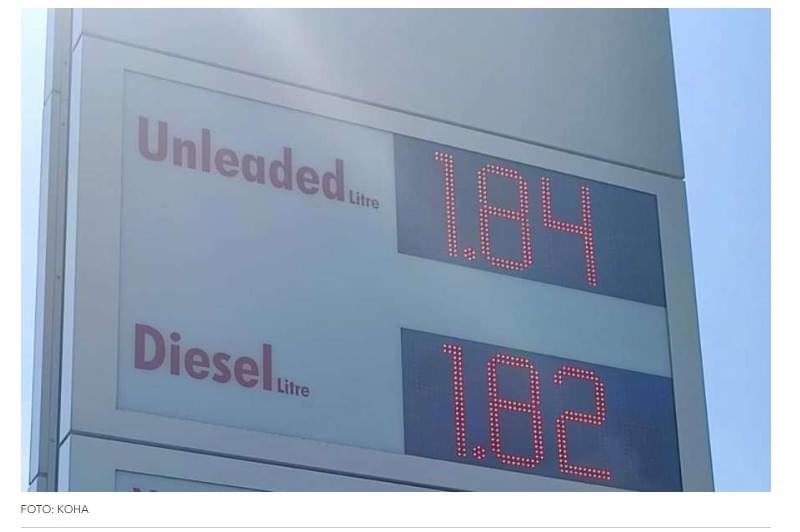 Unleaded Litre 1.84
Diesel Litre 1.82
FOTO: KOHA